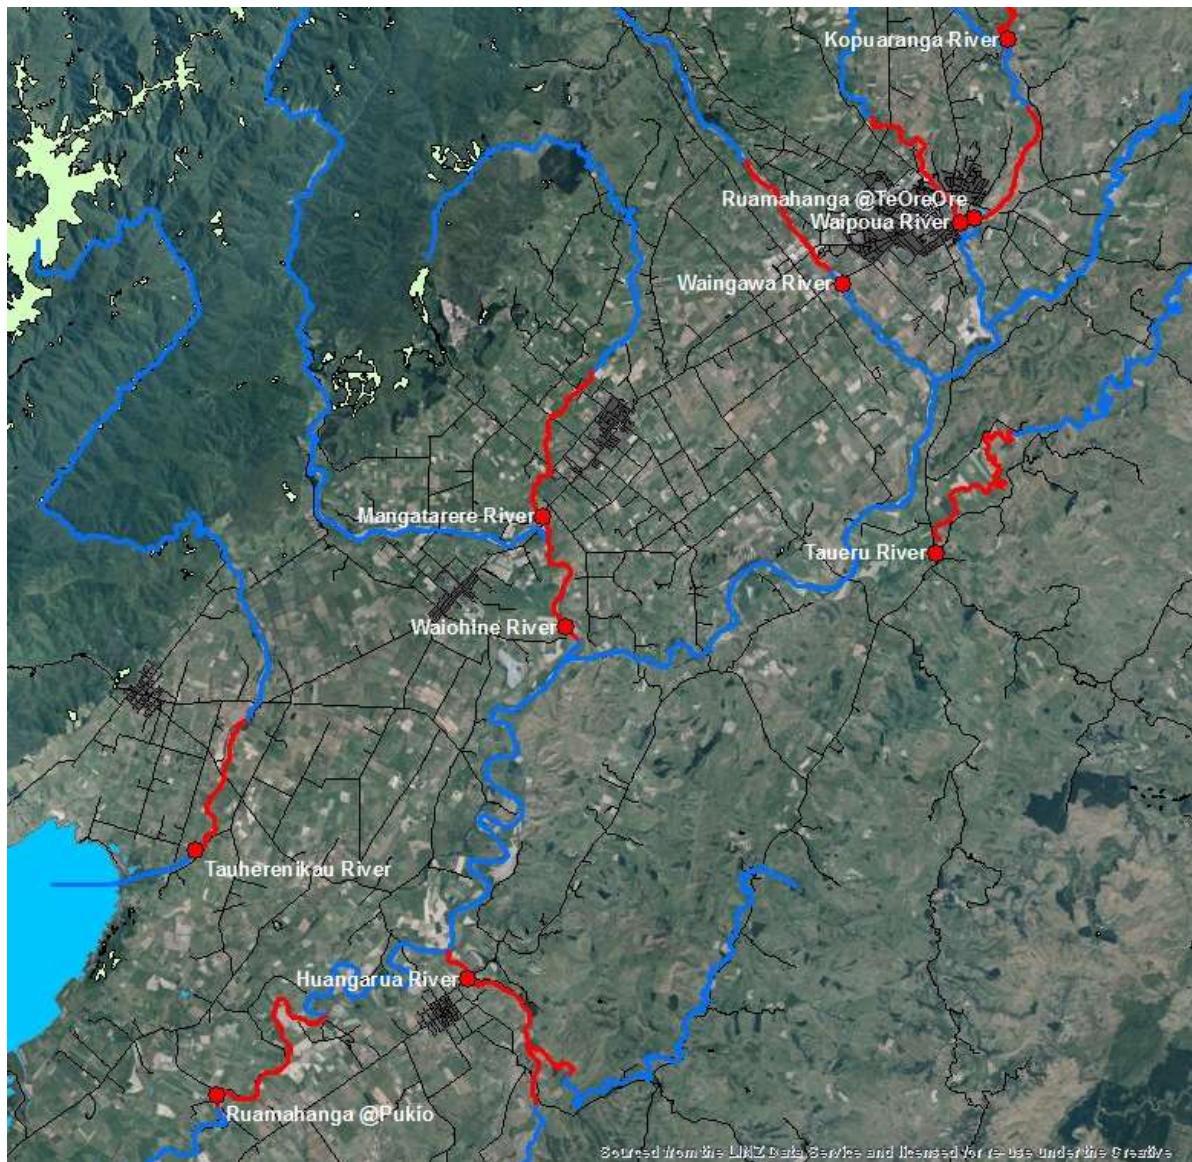 Kopuaranga River
Ruamahanga @TeOreOre
Waipoua River
Waingawa River
Mangatarere River
Taueru River
Waiohine River
Tauherenikau River
Huangarua River
Ruamahanga @Pukio
Sourced from the LINZ Data Service and licensed for re-use under the Creative